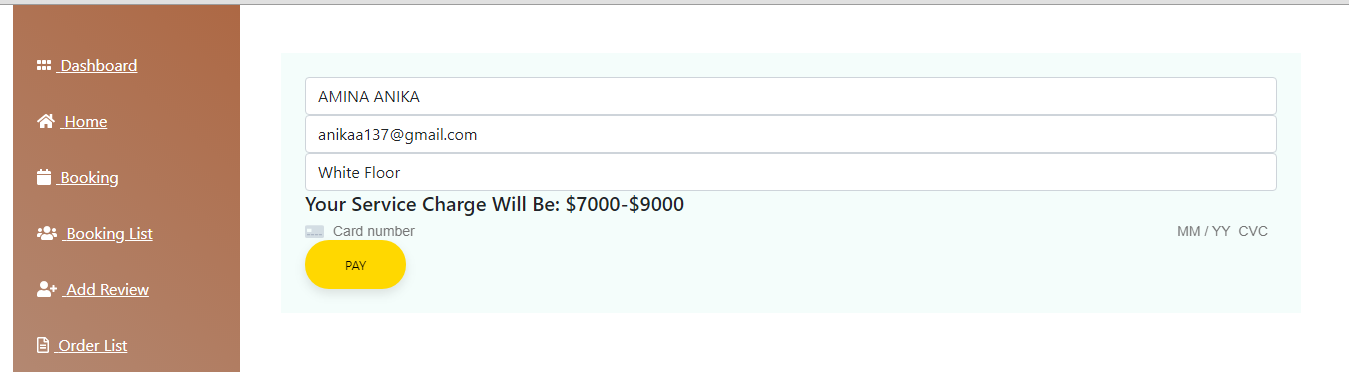 Dashboard
Home
Booking
Booking List
Add Review
Order List
AMINA ANIKA
anikaa137@gmail.com
White Floor
Your Service Charge Will Be: $7000-$9000
Card number MM / YY CVC
PAY